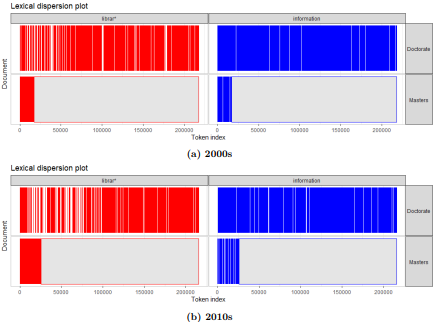 Lexical dispersion plot
librar* information
Document
Doctorate
Masters
0 50000 100000 150000 200000 0 50000 100000 150000 200000
Token index
(a) 2000s
Lexical dispersion plot
librar* information
Document
Doctorate
Masters
0 50000 100000 150000 200000 0 50000 100000 150000 200000
Token index
(b) 2010s